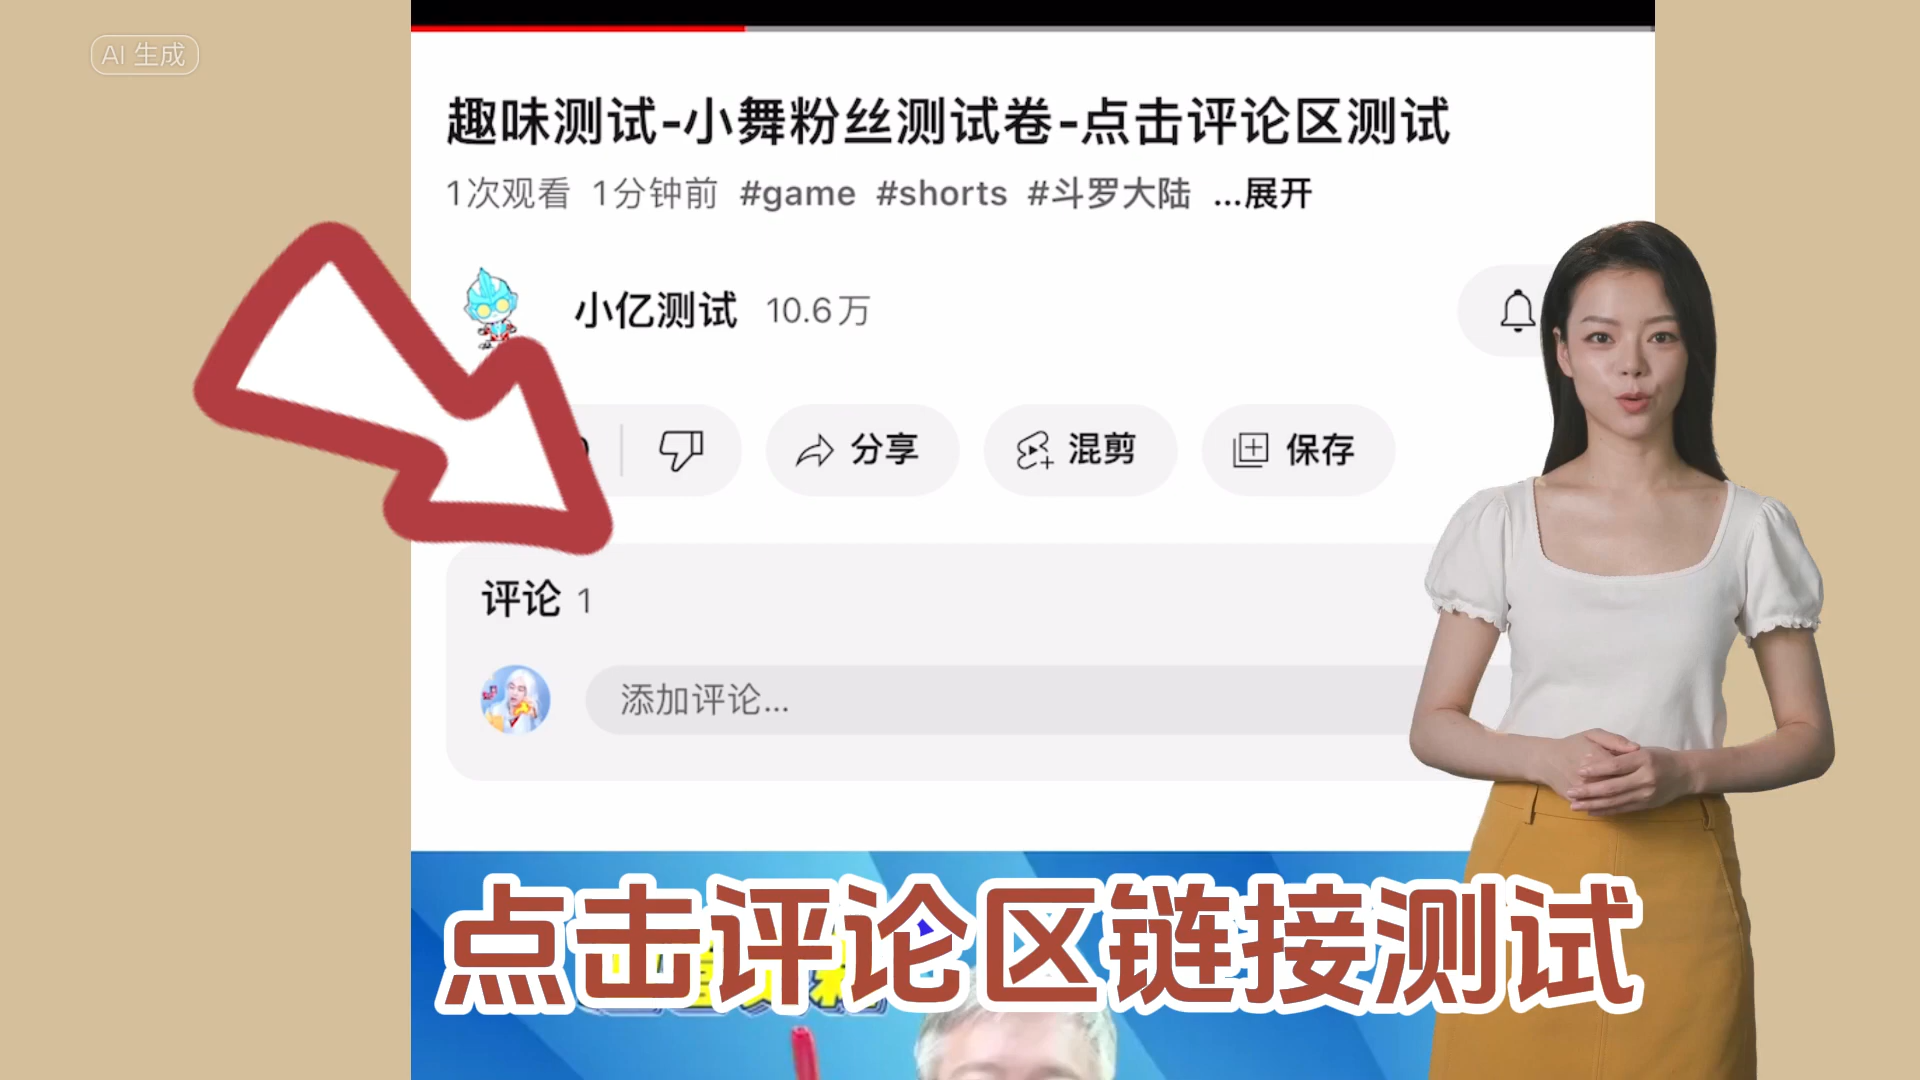 AI 生成
趣味测试-小舞粉丝测试卷-点击评论区测试
1次观看 1分钟前 #game #shorts #斗罗大陆 ...展开
小亿测试 10.6万
分享 混剪 保存
评论 1
添加评论...
点击评论区链接测试